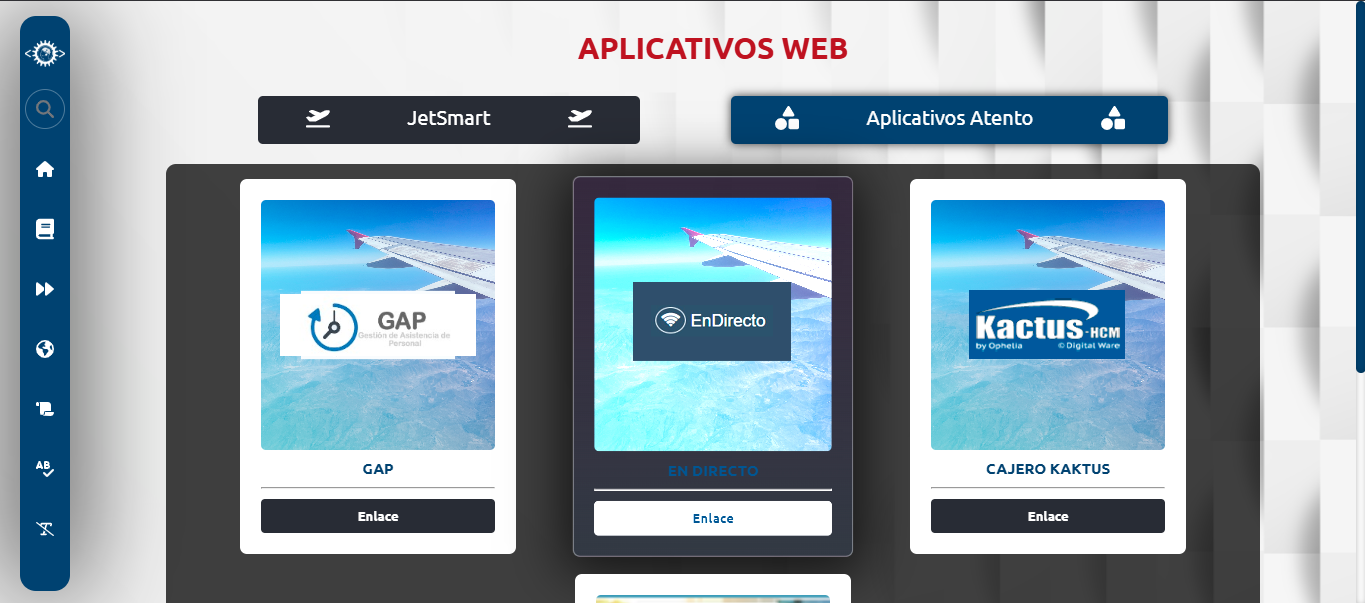 APLICATIVOS WEB
JetSmart
Aplicativos Atento
GAP
Gestión de Asistencia de
Personal
EnDirecto
Kactus-HCM
by Ophelia © Digital Ware
GAP
EN DIRECTO
CAJERO KAKTUS
Enlace
Enlace
Enlace
AB